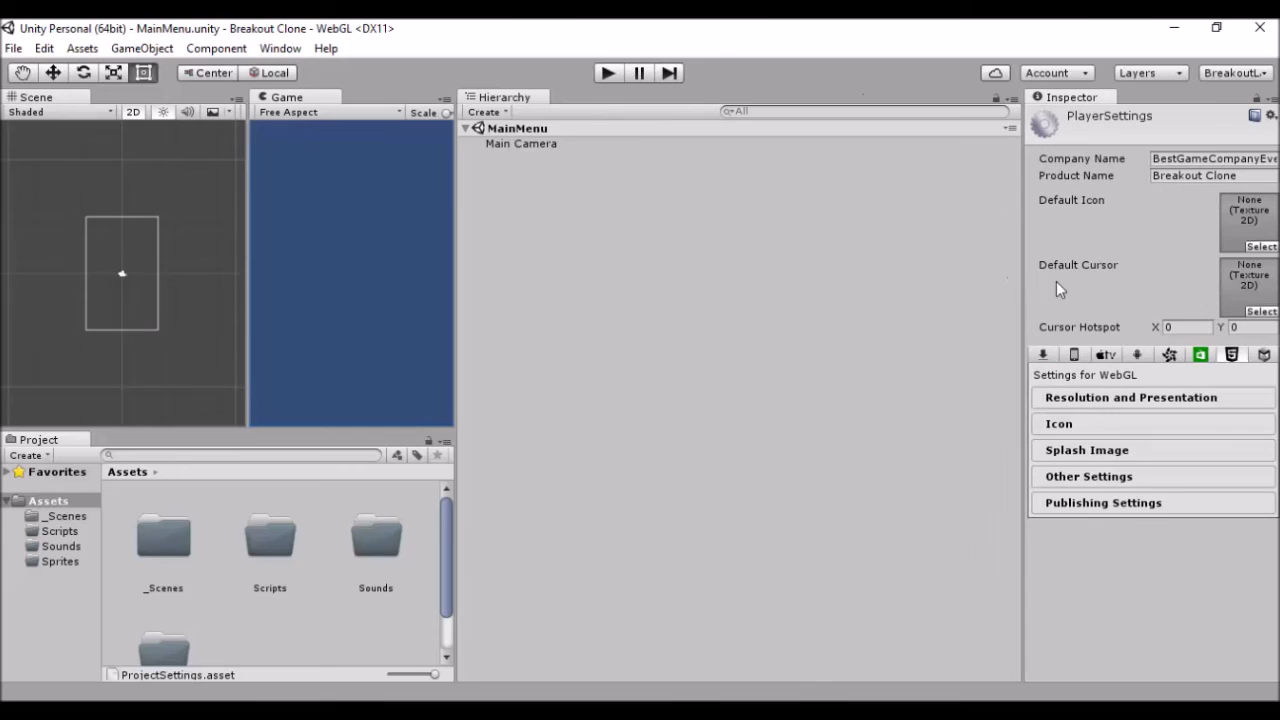 Unity Personal (64bit) - MainMenu.unity - Breakout Clone - WebGL <DX11>
File Edit Assets GameObject Component Window Help
Center Local Account Layers BreakoutL
Scene Game Hierarchy Inspector
Shaded 2D Free Aspect Scale Create All
PlayerSettings
MainMenu
Main Camera
Company Name BestGameCompanyEve
Product Name Breakout Clone
Default Icon None
(Texture
2D)
Select
Default Cursor None
(Texture
2D)
Select
Cursor Hotspot X 0 Y 0
tv
Settings for WebGL
Resolution and Presentation
Icon
Splash Image
Other Settings
Publishing Settings
Project
Create
Favorites
Assets
Assets
_Scenes
Scripts
Sounds
Sprites
_Scenes Scripts Sounds
ProjectSettings.asset